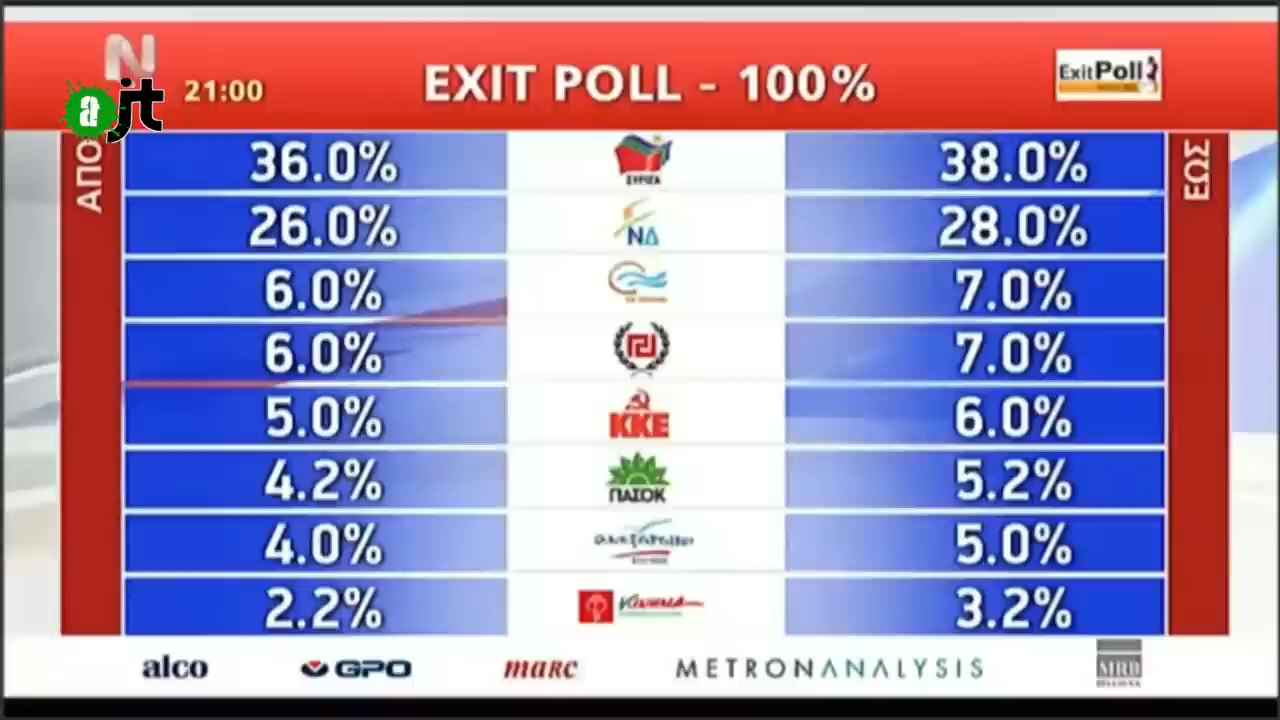 N
ajt
21:00
EXIT POLL - 100%
Exit Poll
ΑΠΟ
ΕΩΣ
36.0% ΣΥΡΙΖΑ 38.0%
26.0% ΝΔ 28.0%
6.0% 7.0%
6.0% 7.0%
5.0% ΚΚΕ 6.0%
4.2% ΠΑΣΟΚ 5.2%
4.0% 5.0%
2.2% 3.2%
alco GPO marc METRONANALYSIS MRB